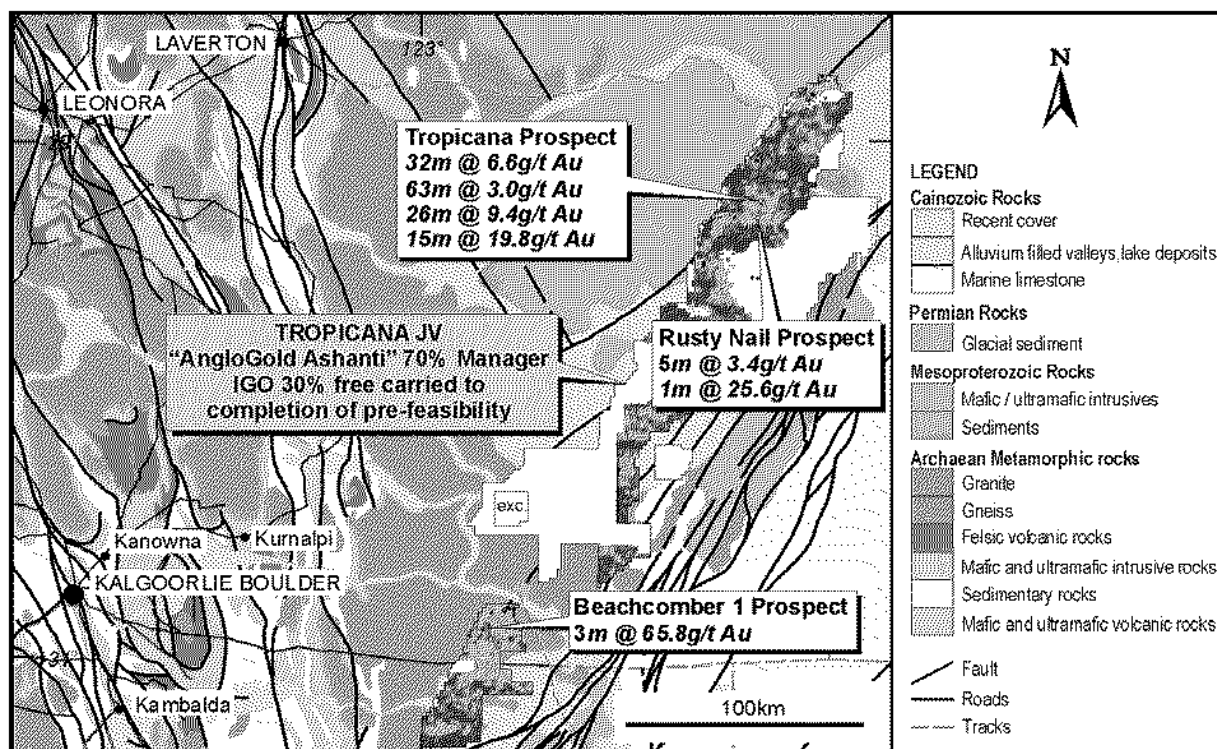 LAVERTON
123°
LEONORA
Tropicana Prospect
32m @ 6.6g/t Au
63m @ 3.0g/t Au
26m @ 9.4g/t Au
15m @ 19.8g/t Au
TROPICANA JV
“AngloGold Ashanti” 70% Manager
IGO 30% free carried to
completion of pre-feasibility
Rusty Nail Prospect
5m @ 3.4g/t Au
1m @ 25.6g/t Au
exc
Kanowna
Kurnalpi
KALGOORLIE BOULDER
Beachcomber 1 Prospect
3m @ 65.8g/t Au
Kambalda
100km
N
LEGEND
Cainozoic Rocks
Recent cover
Alluvium filled valleys, lake deposits
Marine limestone
Permian Rocks
Glacial sediment
Mesoproterozoic Rocks
Mafic / ultramafic intrusives
Sediments
Archaean Metamorphic rocks
Granite
Gneiss
Felsic volcanic rocks
Mafic and ultramafic intrusive rocks
Sedimentary rocks
Mafic and ultramafic volcanic rocks
Fault
Roads
Tracks